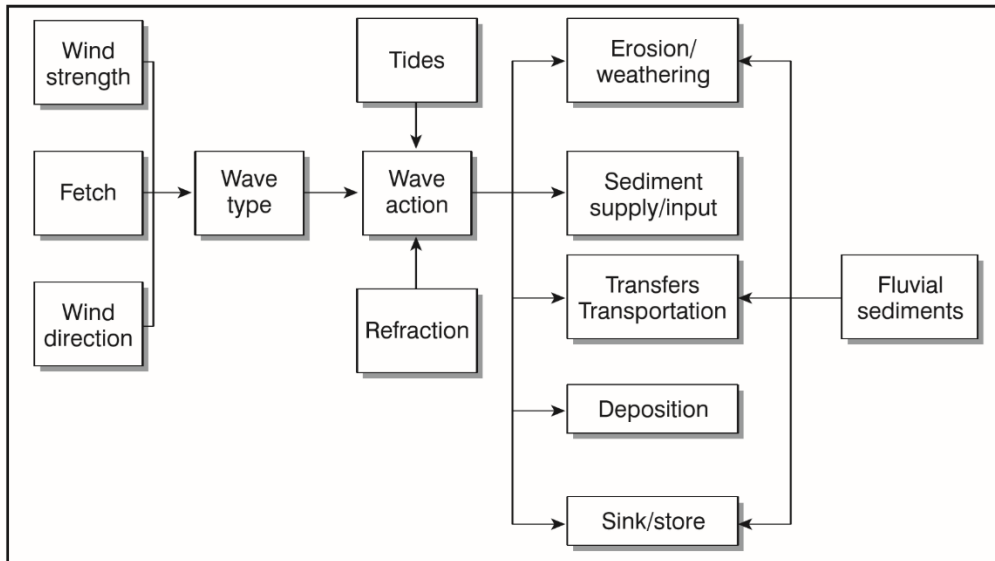 Wind
strength
Fetch
Wind
direction
Wave
type
Tides
Wave
action
Refraction
Erosion/
weathering
Sediment
supply/input
Transfers
Transportation
Deposition
Sink/store
Fluvial
sediments